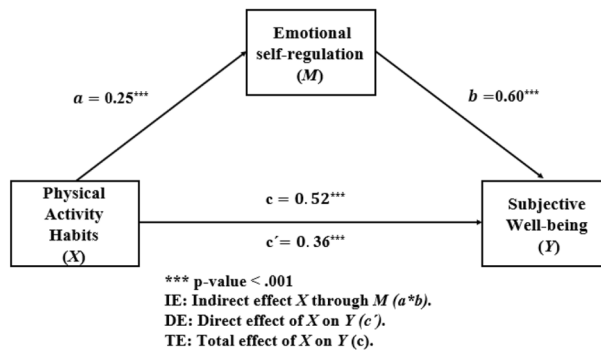 Emotional
self-regulation
(M)
a = 0.25***
b =0.60***
Physical
Activity
Habits
(X)
c = 0.52***
c´= 0.36***
Subjective
Well-being
(Y)
*** p-value < .001
IE: Indirect effect X through M (a*b).
DE: Direct effect of X on Y (c´).
TE: Total effect of X on Y (c).